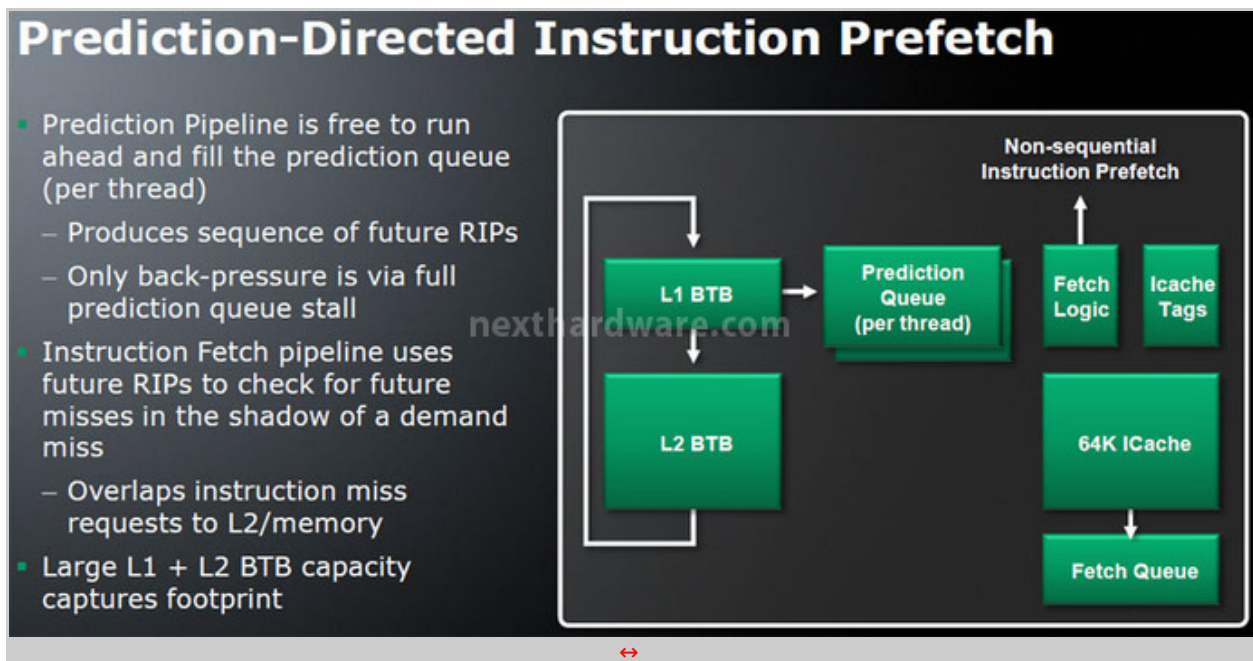 Prediction-Directed Instruction Prefetch
Prediction Pipeline is free to run
ahead and fill the prediction queue
(per thread)
– Produces sequence of future RIPs
– Only back-pressure is via full
prediction queue stall
Instruction Fetch pipeline uses
future RIPs to check for future
misses in the shadow of a demand
miss
– Overlaps instruction miss
requests to L2/memory
Large L1 + L2 BTB capacity
captures footprint
Non-sequential
Instruction Prefetch
L1 BTB
Prediction
Queue
(per thread)
Fetch
Logic
Icache
Tags
L2 BTB
64K ICache
Fetch Queue
nexthardware.com